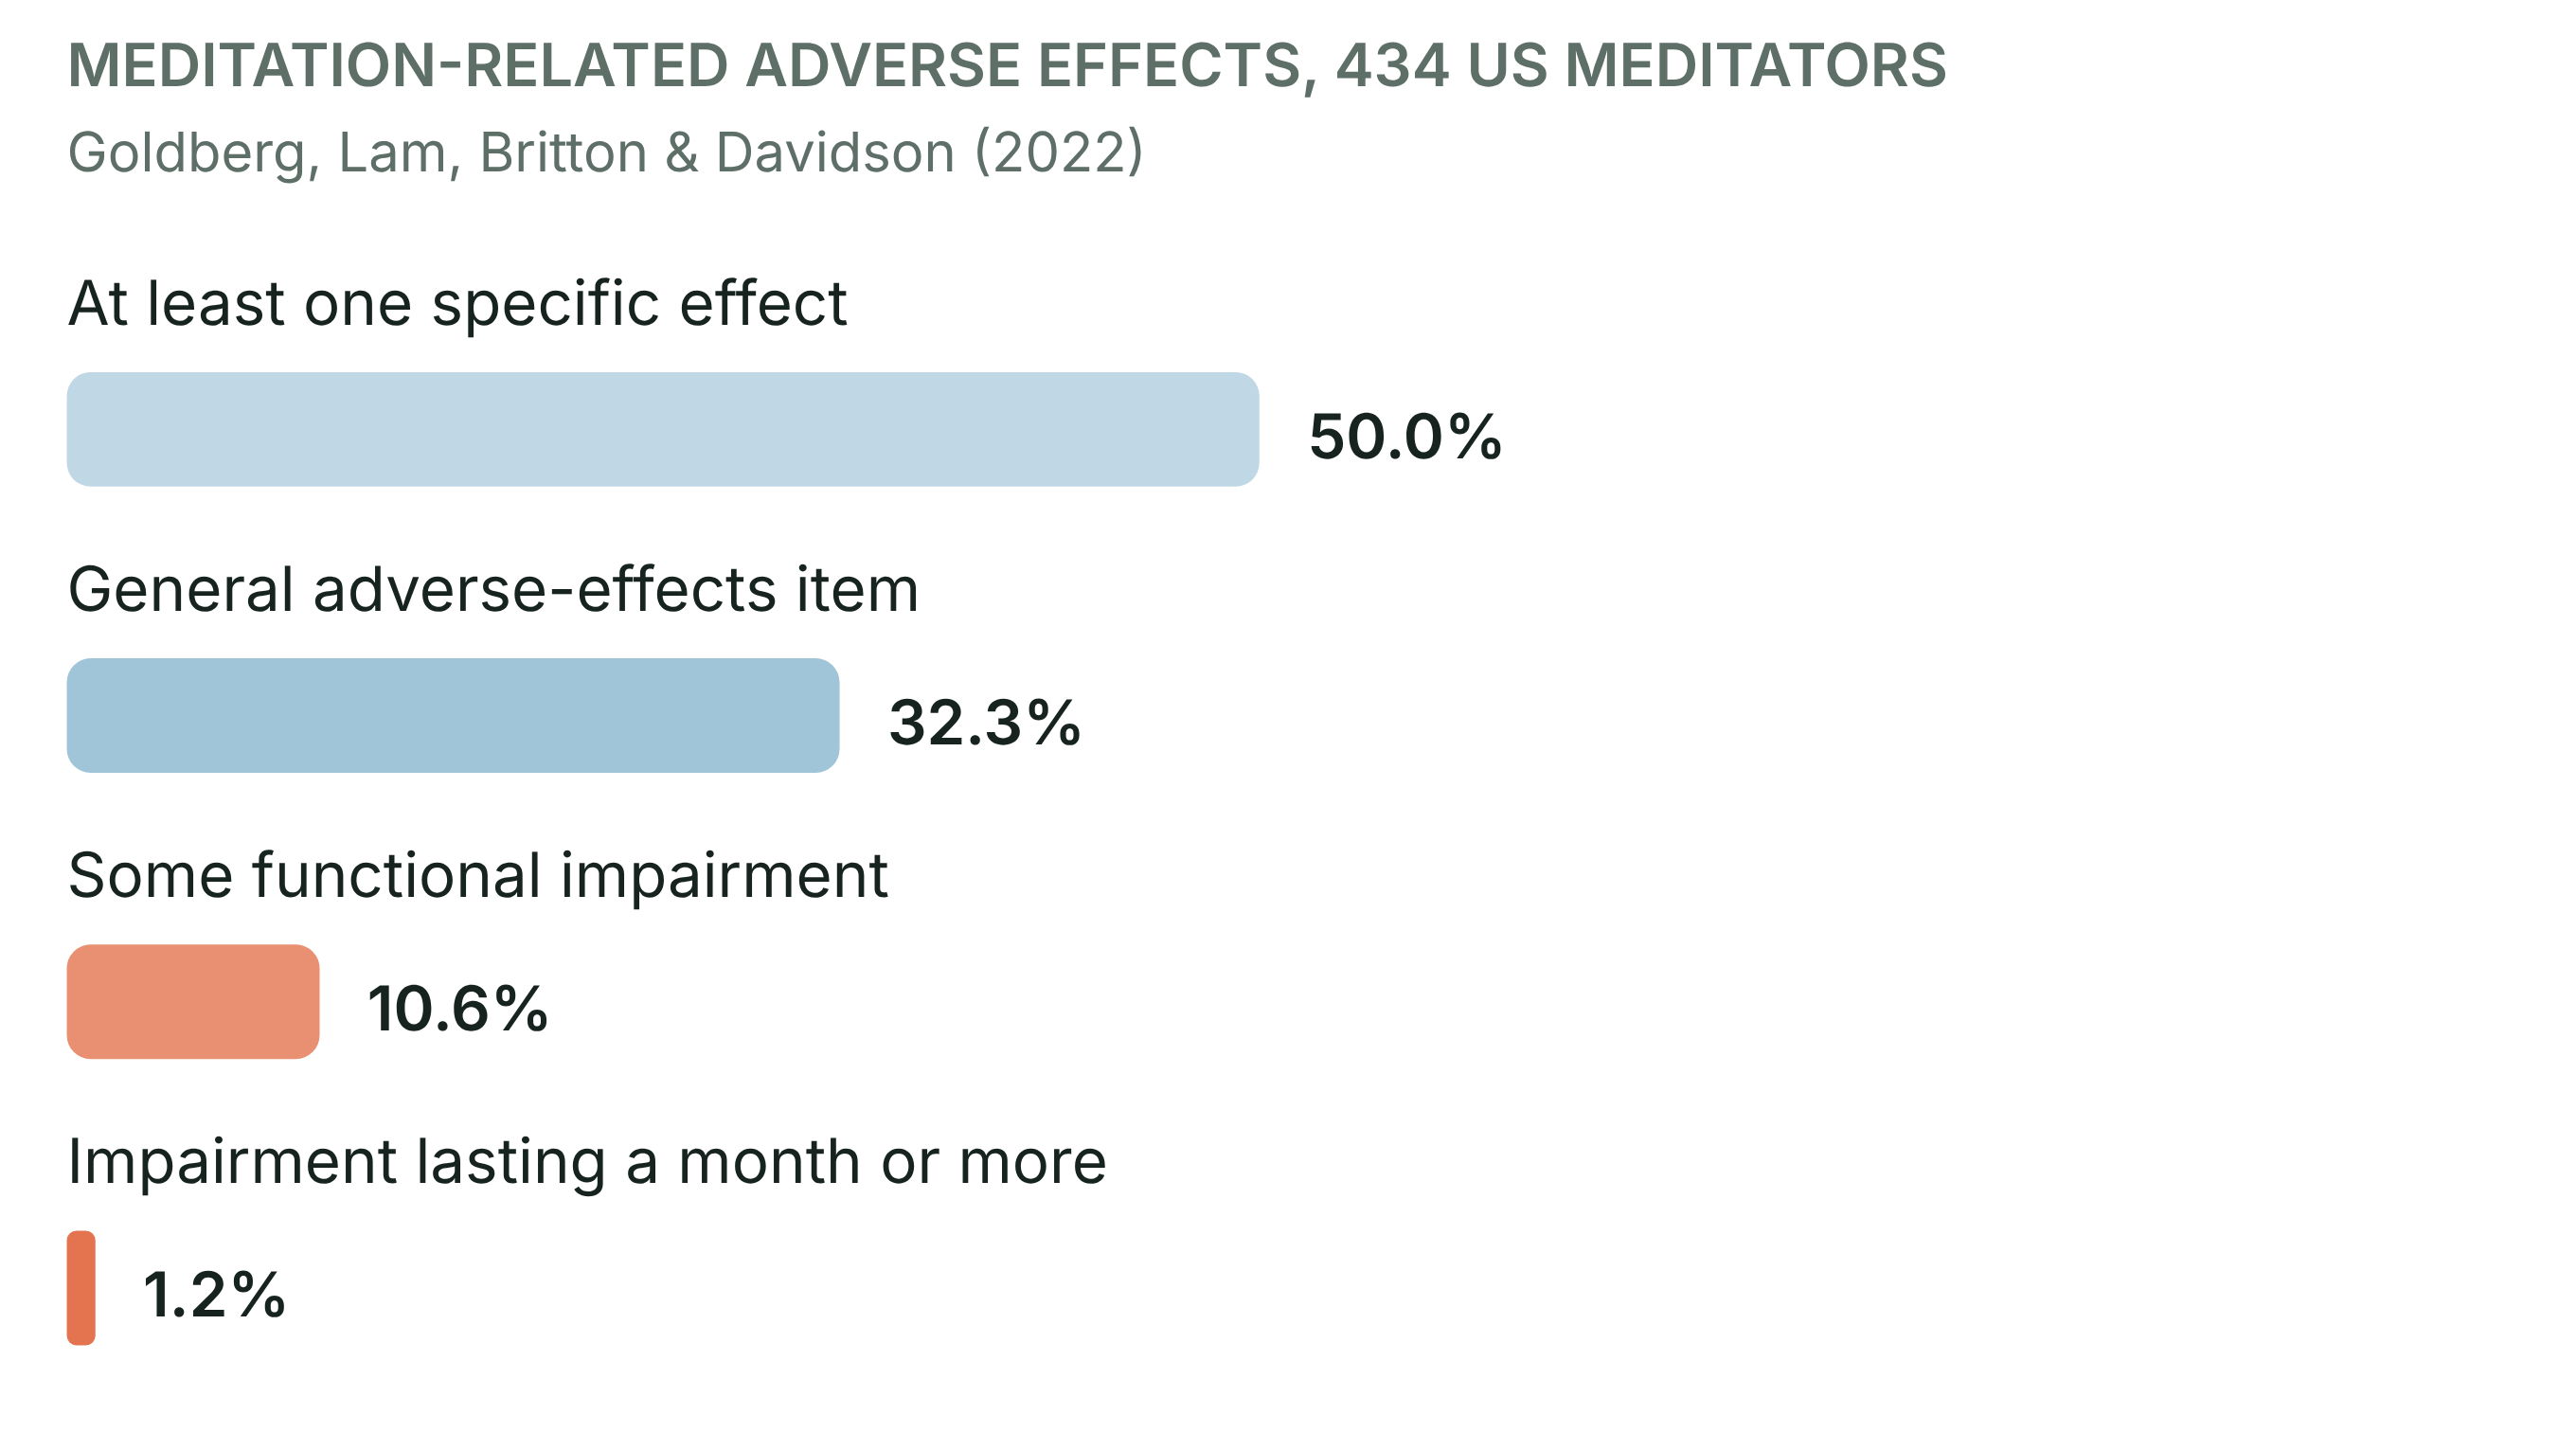 MEDITATION-RELATED ADVERSE EFFECTS, 434 US MEDITATORS
Goldberg, Lam, Britton & Davidson (2022)
At least one specific effect
50.0%
General adverse-effects item
32.3%
Some functional impairment
10.6%
Impairment lasting a month or more
1.2%